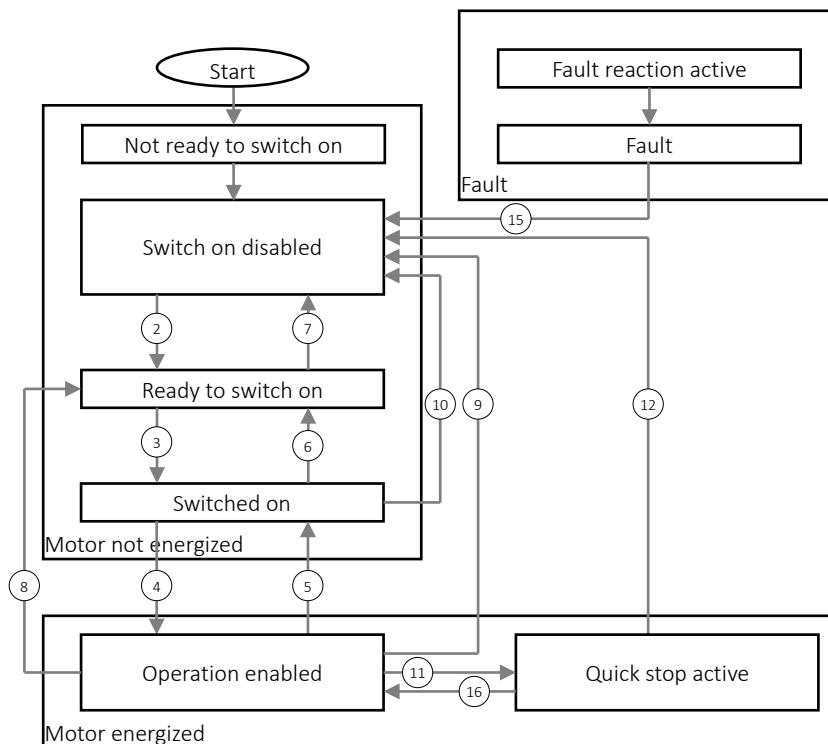 Start
Fault reaction active
Not ready to switch on
Fault
Fault
15
Switch on disabled
2
7
Ready to switch on
10
9
12
3
6
Switched on
Motor not energized
8
4
5
Operation enabled
11
16
Quick stop active
Motor energized